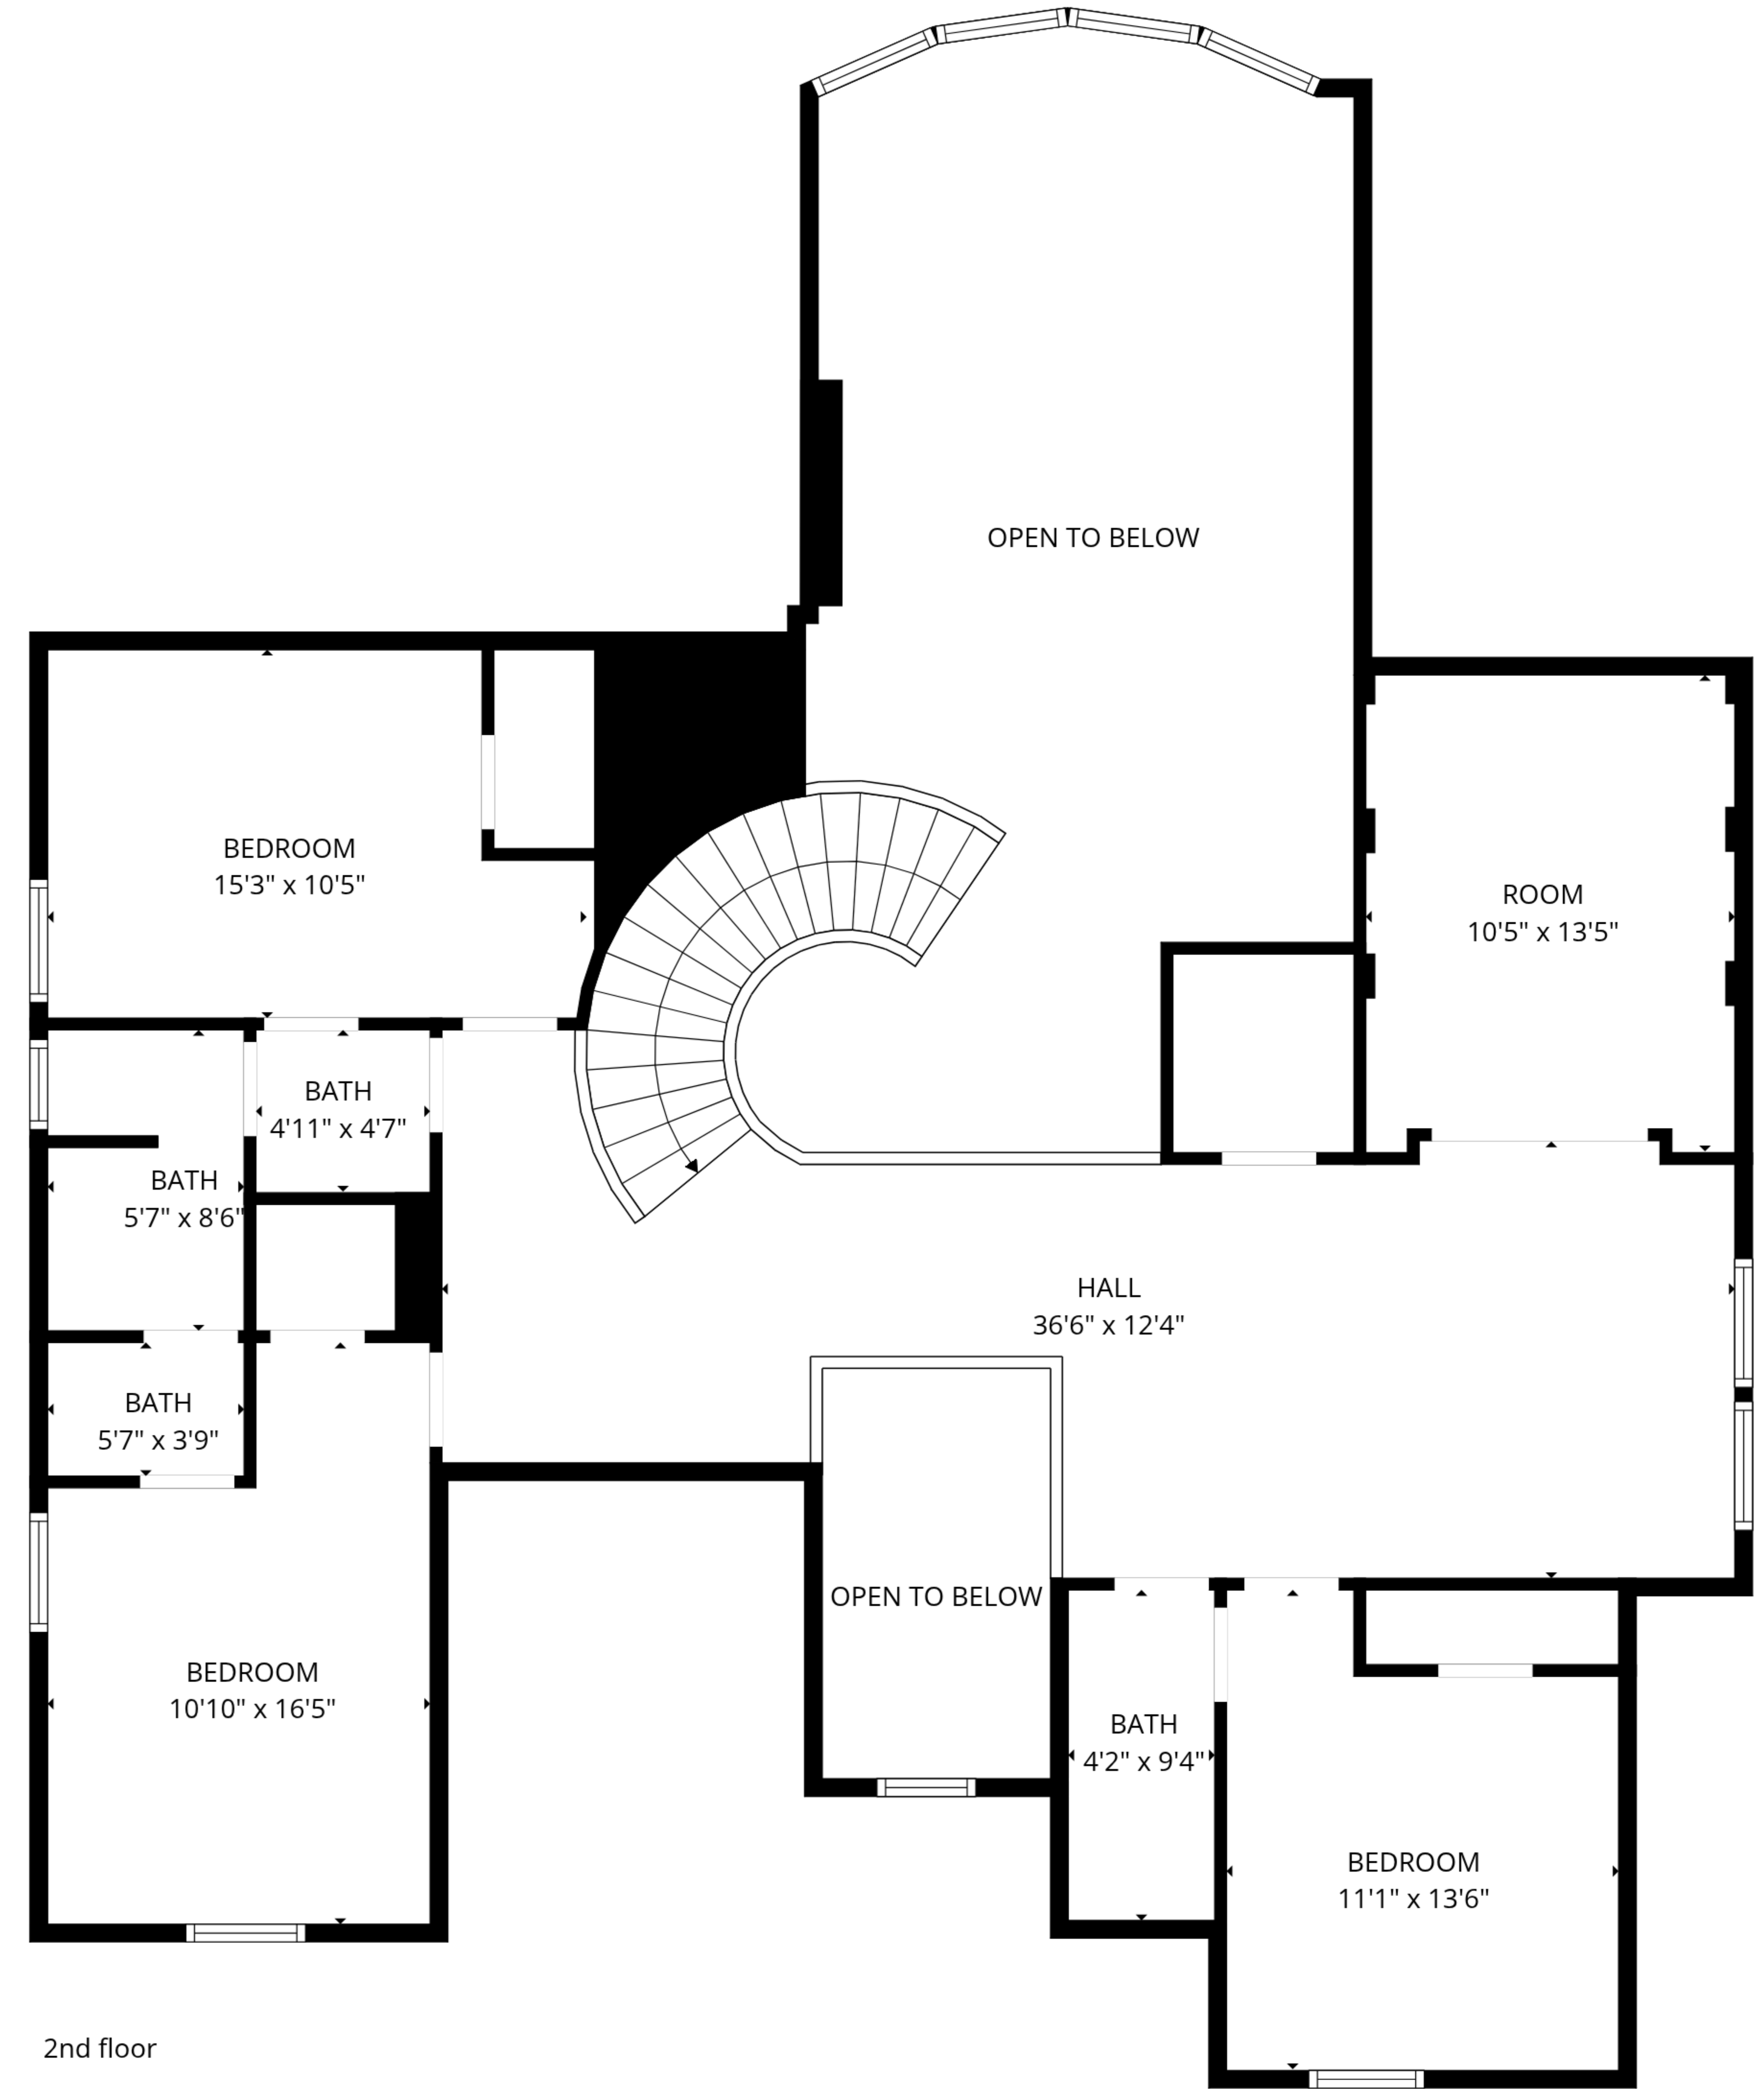 OPEN TO BELOW
BEDROOM
15'3" x 10'5"
ROOM
10'5" x 13'5"
BATH
4'11" x 4'7"
BATH
5'7" x 8'6"
HALL
36'6" x 12'4"
BATH
5'7" x 3'9"
OPEN TO BELOW
BEDROOM
10'10" x 16'5"
BATH
4'2" x 9'4"
BEDROOM
11'1" x 13'6"
2nd floor